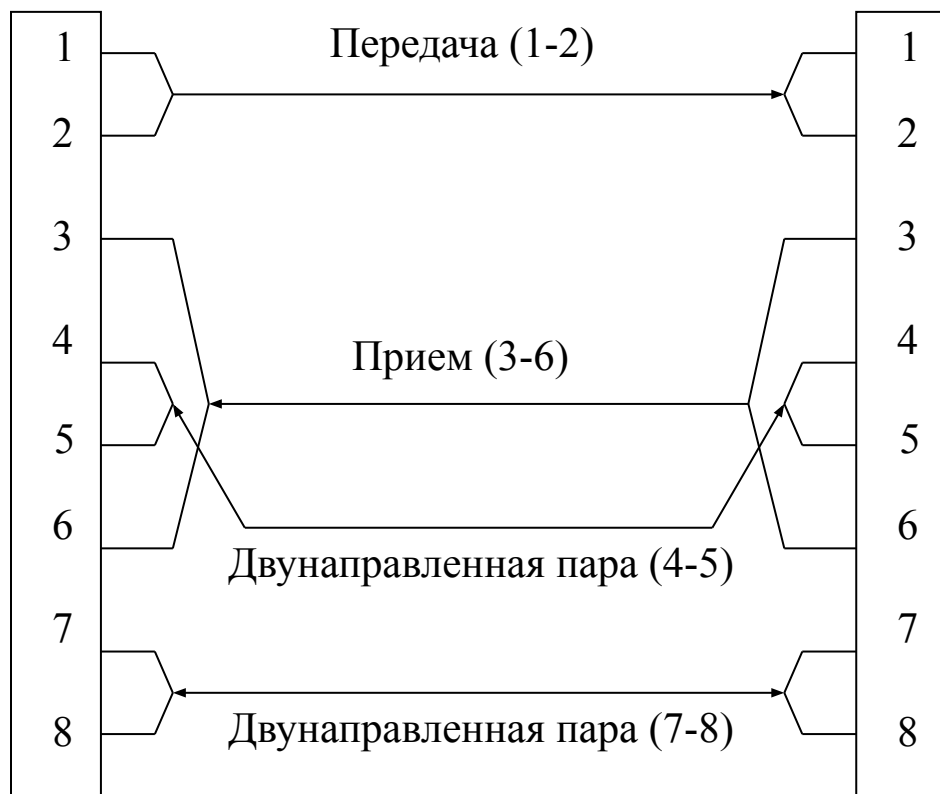 1 Передача (1-2) 1
2 2
3 3
4 Прием (3-6) 4
5 5
6 6
Двунаправленная пара (4-5)
7 7
8 Двунаправленная пара (7-8) 8